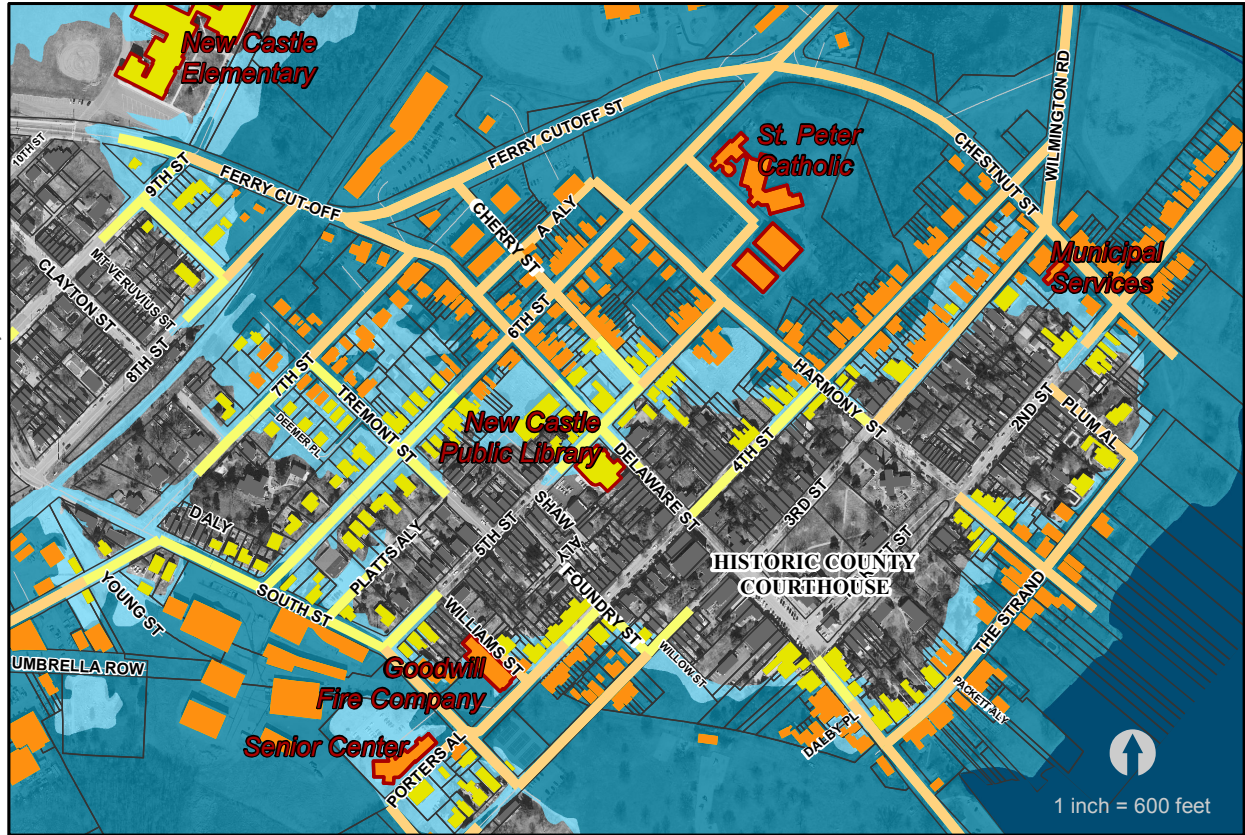 New Castle
Elementary
10TH ST
9TH ST
FERRY CUT-OFF
FERRY CUTOFF ST
St. Peter
Catholic
CHESTNUT ST
WILMINGTON RD
Municipal
Services
CLAYTON ST
MT VERUVIUS ST
8TH ST
A ALY
CHERRY ST
6TH ST
7TH ST
TREMONT ST
DEEMER PL
HARMONY ST
New Castle
Public Library
DELAWARE ST
4TH ST
3RD ST
2ND ST
PLUM AL
DALY
PLATTS ALY
5TH ST
SHAW
ALY
FOUNDRY ST
HISTORIC COUNTY
COURTHOUSE
YOUNG ST
SOUTH ST
WILLIAMS ST
WILLOW ST
THE STRAND
UMBRELLA ROW
Goodwill
Fire Company
PACKETT ALY
DALBY PL
Senior Center
PORTERS AL
1 inch = 600 feet